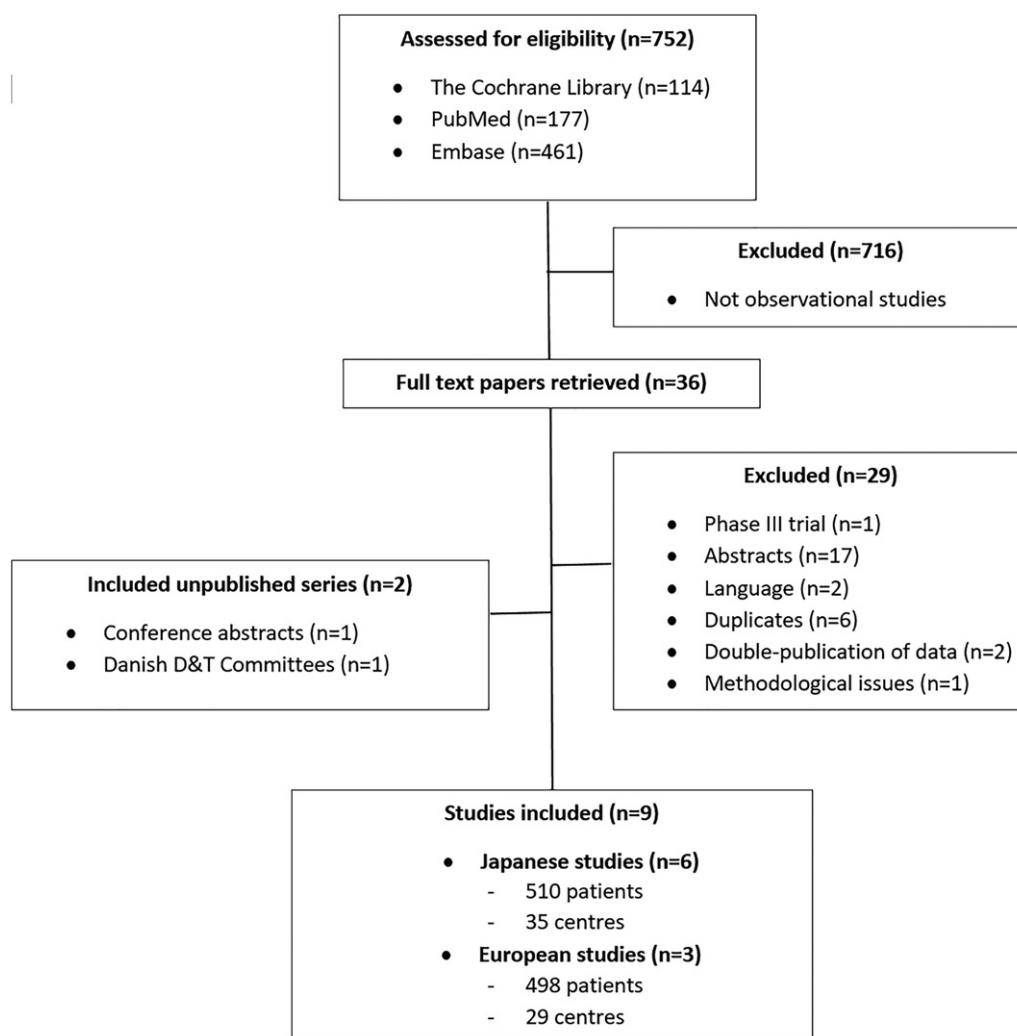 Assessed for eligibility (n=752)
• The Cochrane Library (n=114)
• PubMed (n=177)
• Embase (n=461)
Excluded (n=716)
• Not observational studies
Full text papers retrieved (n=36)
Excluded (n=29)
• Phase III trial (n=1)
• Abstracts (n=17)
• Language (n=2)
• Duplicates (n=6)
• Double-publication of data (n=2)
• Methodological issues (n=1)
Included unpublished series (n=2)
• Conference abstracts (n=1)
• Danish D&T Committees (n=1)
Studies included (n=9)
• Japanese studies (n=6)
- 510 patients
- 35 centres
• European studies (n=3)
- 498 patients
- 29 centres